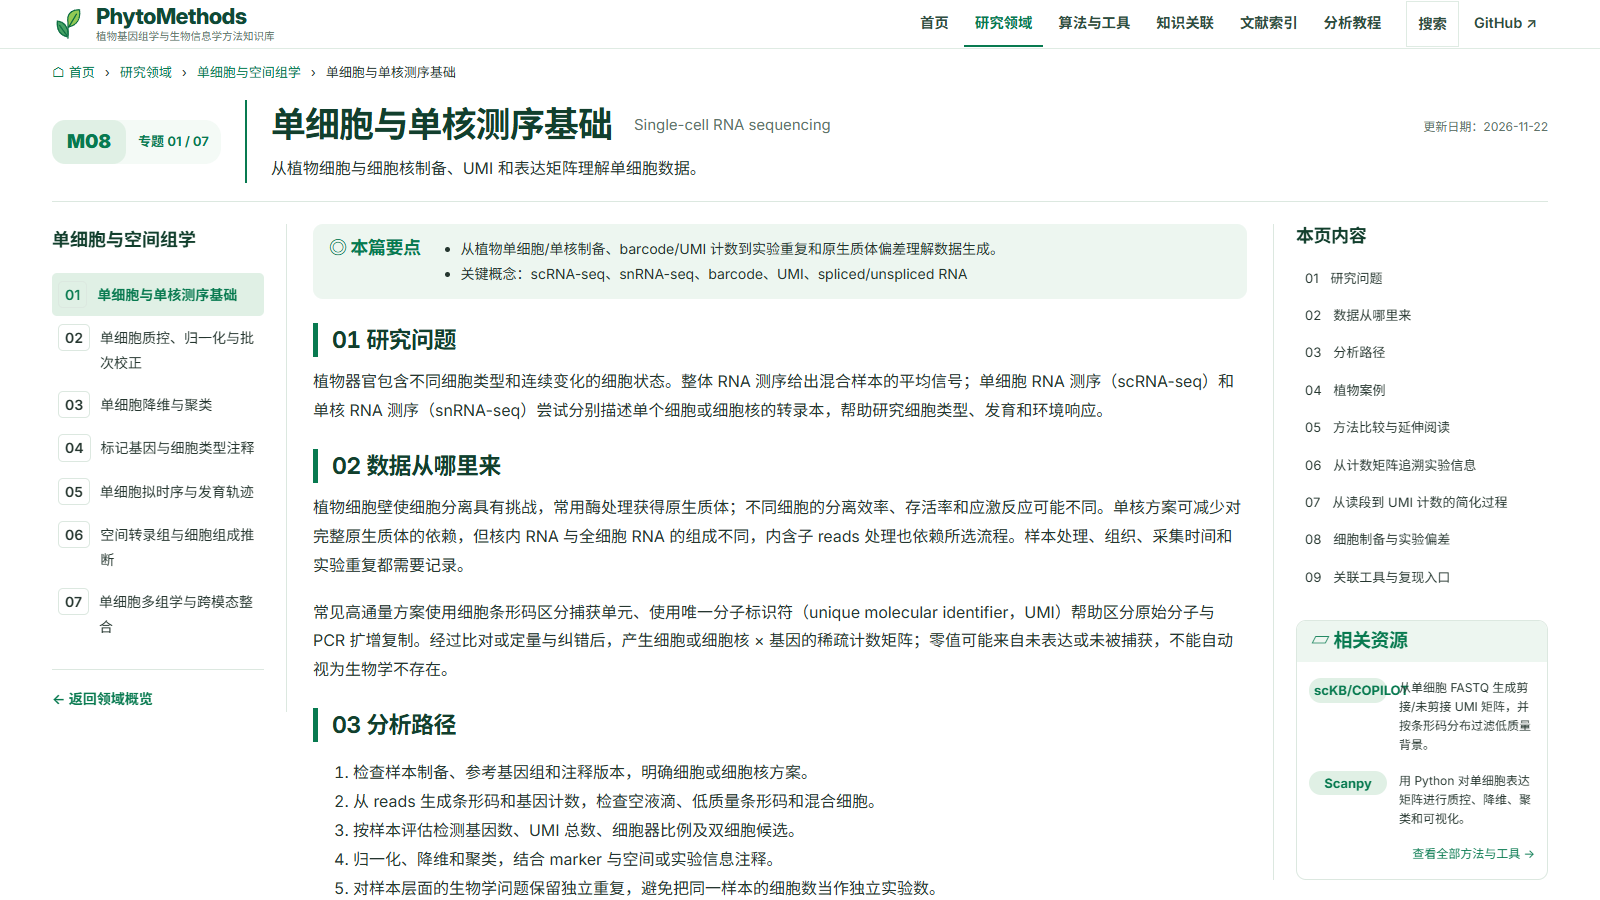 PhytoMethods
植物基因组学与生物信息学方法知识库
首页
研究领域
算法与工具
知识关联
文献索引
分析教程
搜索
GitHub ↗
首页 › 研究领域 › 单细胞与空间组学 › 单细胞与单核测序基础
M08 专题 01 / 07
单细胞与单核测序基础 Single-cell RNA sequencing
更新日期：2026-11-22
从植物细胞与细胞核制备、UMI 和表达矩阵理解单细胞数据。
单细胞与空间组学
01 单细胞与单核测序基础
02 单细胞质控、归一化与批
次校正
03 单细胞降维与聚类
04 标记基因与细胞类型注释
05 单细胞拟时序与发育轨迹
06 空间转录组与细胞组成推
断
07 单细胞多组学与跨模态整
合
← 返回领域概览
◎ 本篇要点
• 从植物单细胞/单核制备、barcode/UMI 计数到实验重复和原生质体偏差理解数据生成。
• 关键概念：scRNA-seq、snRNA-seq、barcode、UMI、spliced/unspliced RNA
01 研究问题
植物器官包含不同细胞类型和连续变化的细胞状态。整体 RNA 测序给出混合样本的平均信号；单细胞 RNA 测序（scRNA-seq）和
单核 RNA 测序（snRNA-seq）尝试分别描述单个细胞或细胞核的转录本，帮助研究细胞类型、发育和环境响应。
02 数据从哪里来
植物细胞壁使细胞分离具有挑战，常用酶处理获得原生质体；不同细胞的分离效率、存活率和应激反应可能不同。单核方案可减少对
完整原生质体的依赖，但核内 RNA 与全细胞 RNA 的组成不同，内含子 reads 处理也依赖所选流程。样本处理、组织、采集时间和
实验重复都需要记录。
常见高通量方案使用细胞条形码区分捕获单元、使用唯一分子标识符（unique molecular identifier，UMI）帮助区分原始分子与
PCR 扩增复制。经过比对或定量与纠错后，产生细胞或细胞核 × 基因的稀疏计数矩阵；零值可能来自未表达或未被捕获，不能自动
视为生物学不存在。
03 分析路径
1. 检查样本制备、参考基因组和注释版本，明确细胞或细胞核方案。
2. 从 reads 生成条形码和基因计数，检查空液滴、低质量条形码和混合细胞。
3. 按样本评估检测基因数、UMI 总数、细胞器比例及双细胞候选。
4. 归一化、降维和聚类，结合 marker 与空间或实验信息注释。
5. 对样本层面的生物学问题保留独立重复，避免把同一样本的细胞数当作独立实验数。
本页内容
01 研究问题
02 数据从哪里来
03 分析路径
04 植物案例
05 方法比较与延伸阅读
06 从计数矩阵追溯实验信息
07 从读段到 UMI 计数的简化过程
08 细胞制备与实验偏差
09 关联工具与复现入口
▱ 相关资源
scKB/COPILOT
从单细胞 FASTQ 生成剪
接/未剪接 UMI 矩阵，并
按条形码分布过滤低质量
背景。
Scanpy
用 Python 对单细胞表达
矩阵进行质控、降维、聚
类和可视化。
查看全部方法与工具 →